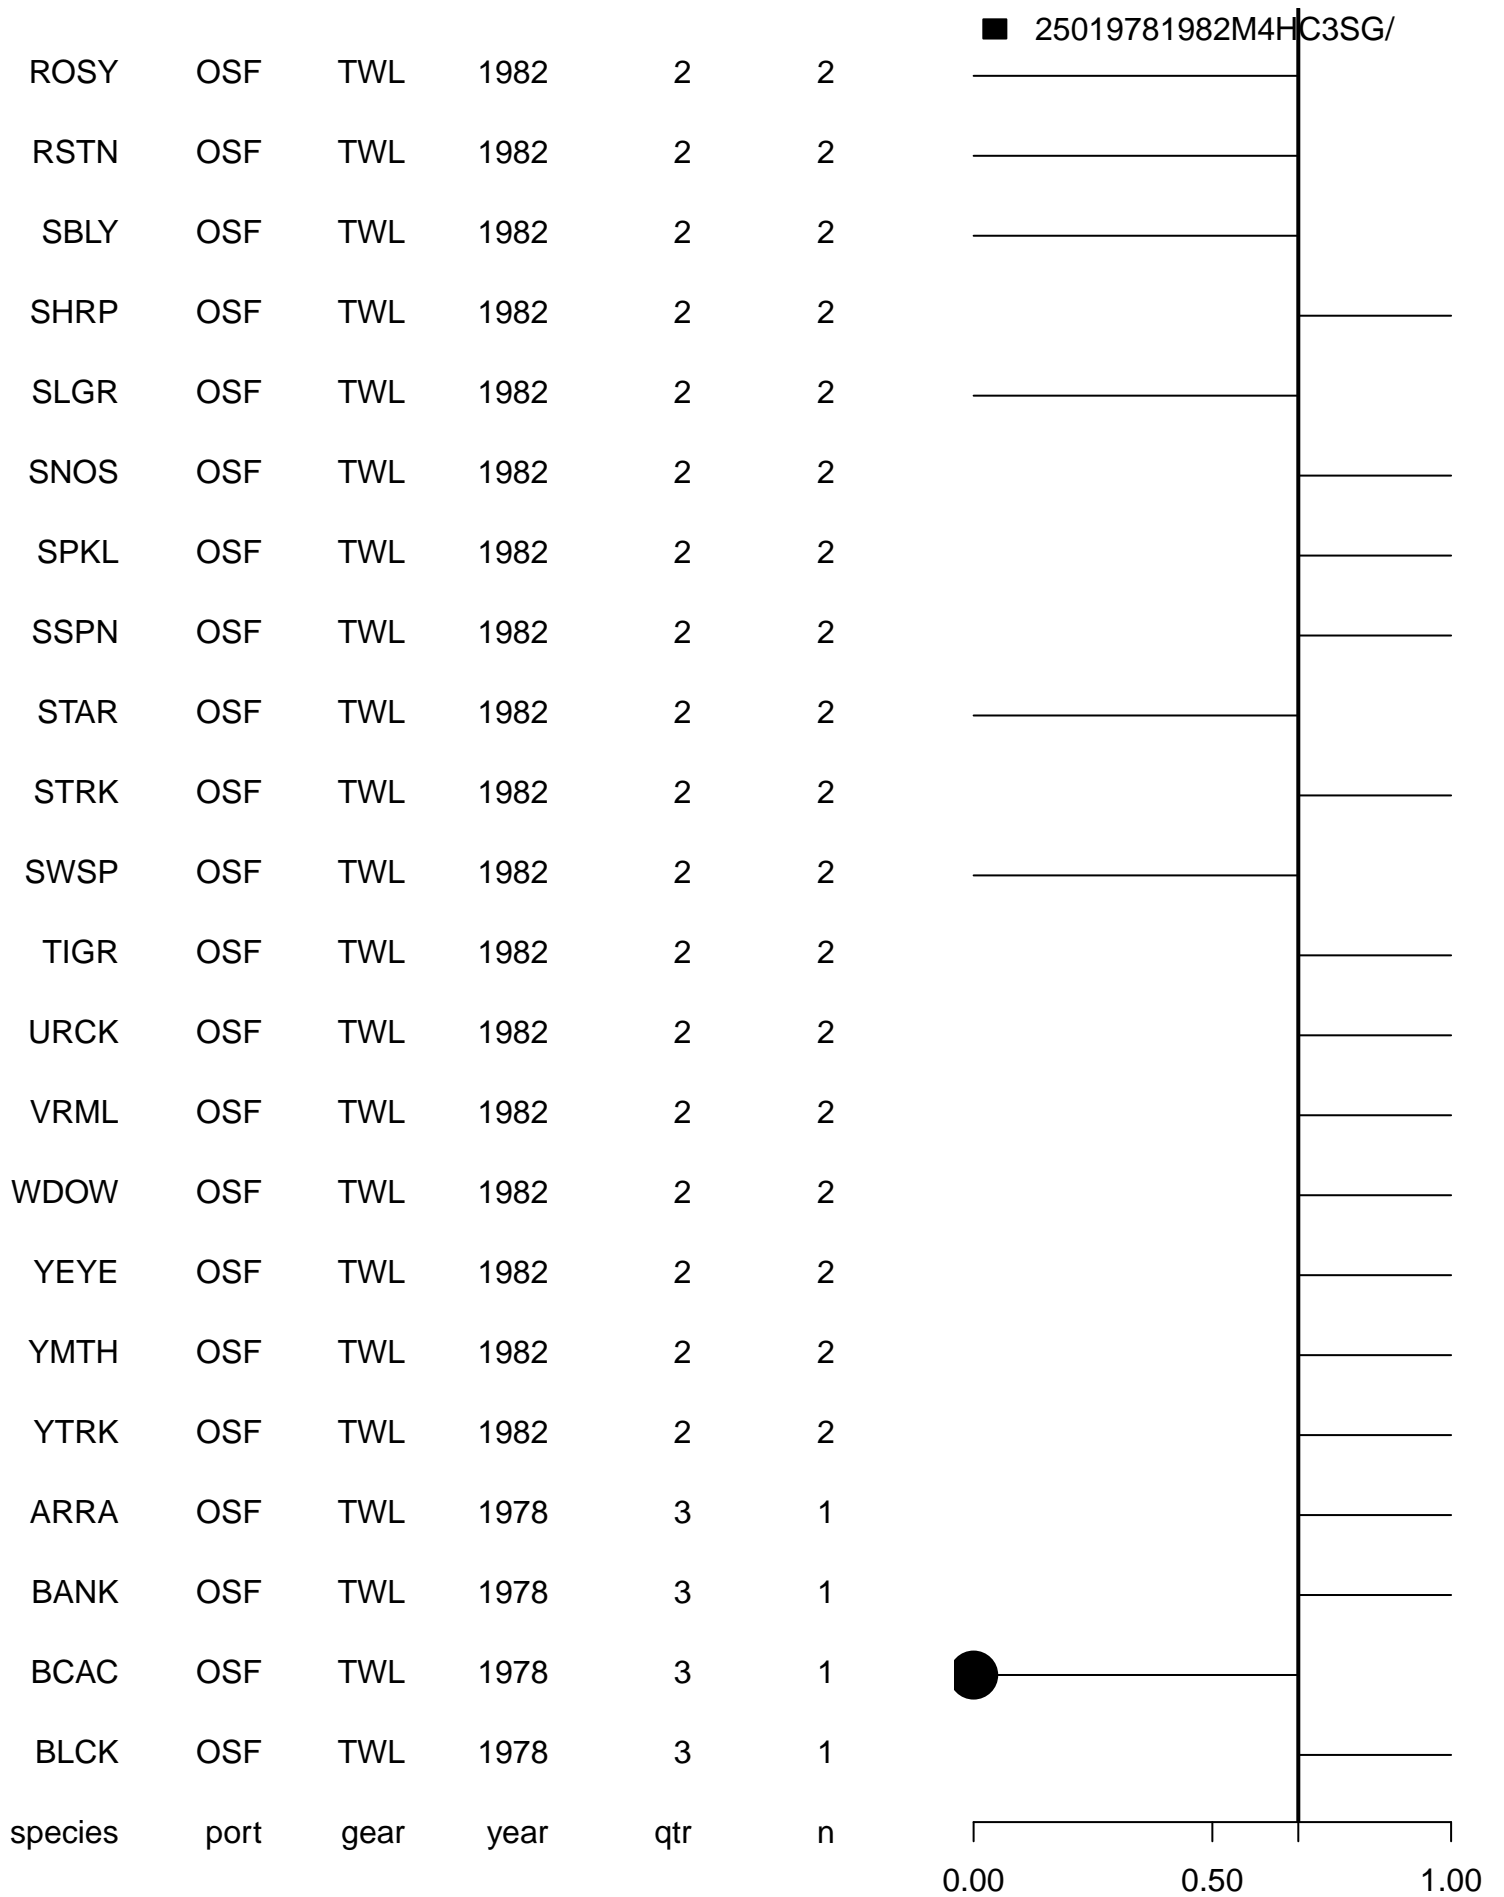 25019781982M4HC3SG/
ROSY OSF TWL 1982 2 2
RSTN OSF TWL 1982 2 2
SBLY OSF TWL 1982 2 2
SHRP OSF TWL 1982 2 2
SLGR OSF TWL 1982 2 2
SNOS OSF TWL 1982 2 2
SPKL OSF TWL 1982 2 2
SSPN OSF TWL 1982 2 2
STAR OSF TWL 1982 2 2
STRK OSF TWL 1982 2 2
SWSP OSF TWL 1982 2 2
TIGR OSF TWL 1982 2 2
URCK OSF TWL 1982 2 2
VRML OSF TWL 1982 2 2
WDOW OSF TWL 1982 2 2
YEYE OSF TWL 1982 2 2
YMTH OSF TWL 1982 2 2
YTRK OSF TWL 1982 2 2
ARRA OSF TWL 1978 3 1
BANK OSF TWL 1978 3 1
BCAC OSF TWL 1978 3 1
BLCK OSF TWL 1978 3 1
species port gear year qtr n
0.00 0.50 1.00